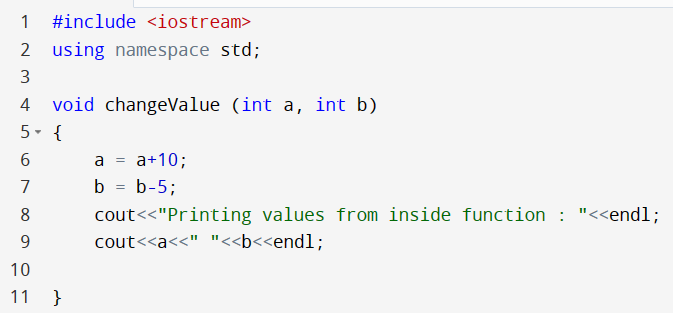 1 #include <iostream>
2 using namespace std;
3
4 void changeValue (int a, int b)
5 {
6 a = a+10;
7 b = b-5;
8 cout<<"Printing values from inside function : "<<endl;
9 cout<<a<<" "<<b<<endl;
10
11 }